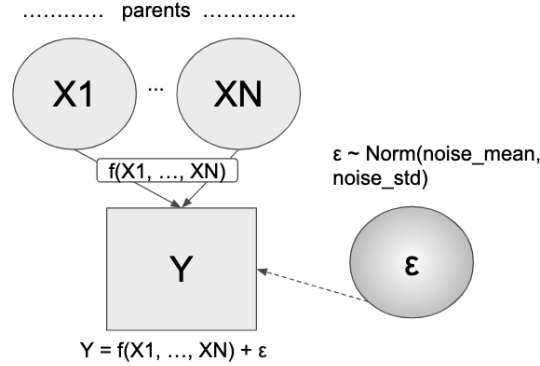 ………… parents …………..
X1 ... XN
f(X1, …, XN)
ε ~ Norm(noise_mean,
noise_std)
Y
ε
Y = f(X1, …, XN) + ε